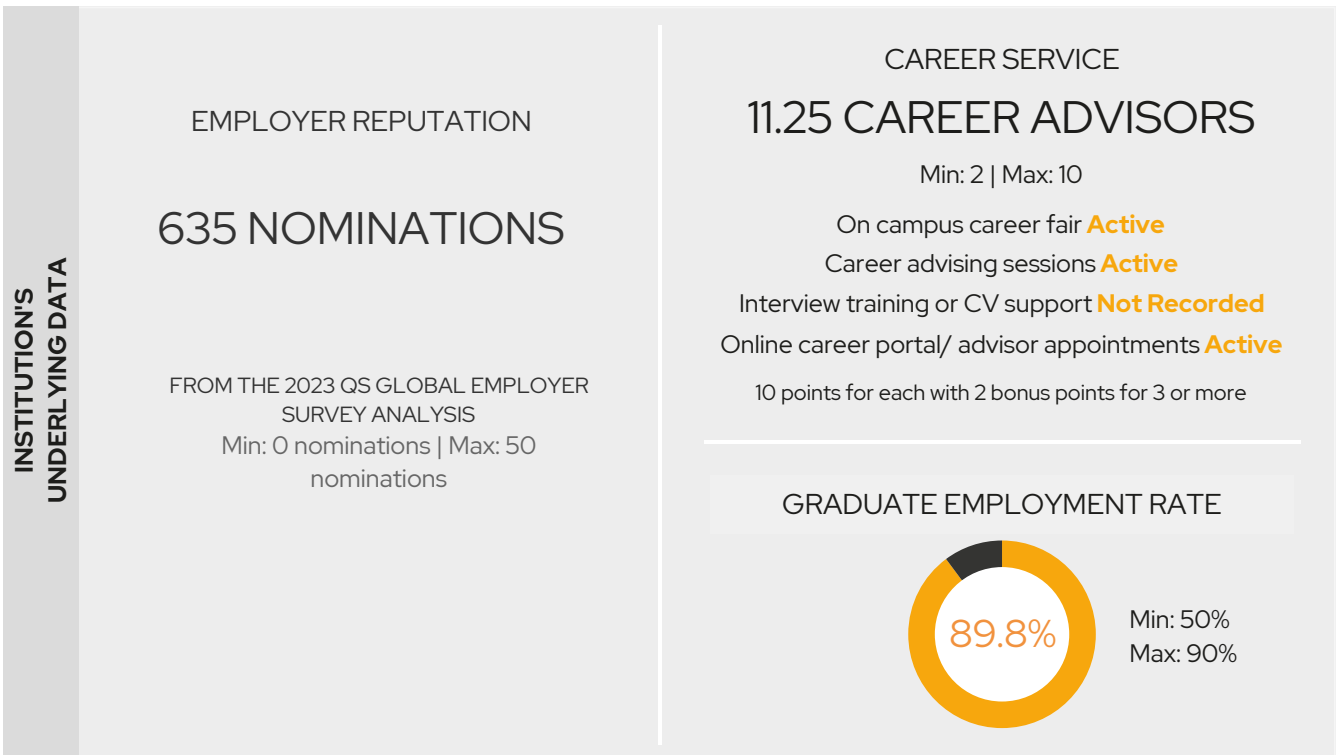 INSTITUTION'S
UNDERLYING DATA
EMPLOYER REPUTATION
635 NOMINATIONS
FROM THE 2023 QS GLOBAL EMPLOYER
SURVEY ANALYSIS
Min: 0 nominations | Max: 50
nominations
CAREER SERVICE
11.25 CAREER ADVISORS
Min: 2 | Max: 10
On campus career fair Active
Career advising sessions Active
Interview training or CV support Not Recorded
Online career portal/ advisor appointments Active
10 points for each with 2 bonus points for 3 or more
GRADUATE EMPLOYMENT RATE
89.8%
Min: 50%
Max: 90%